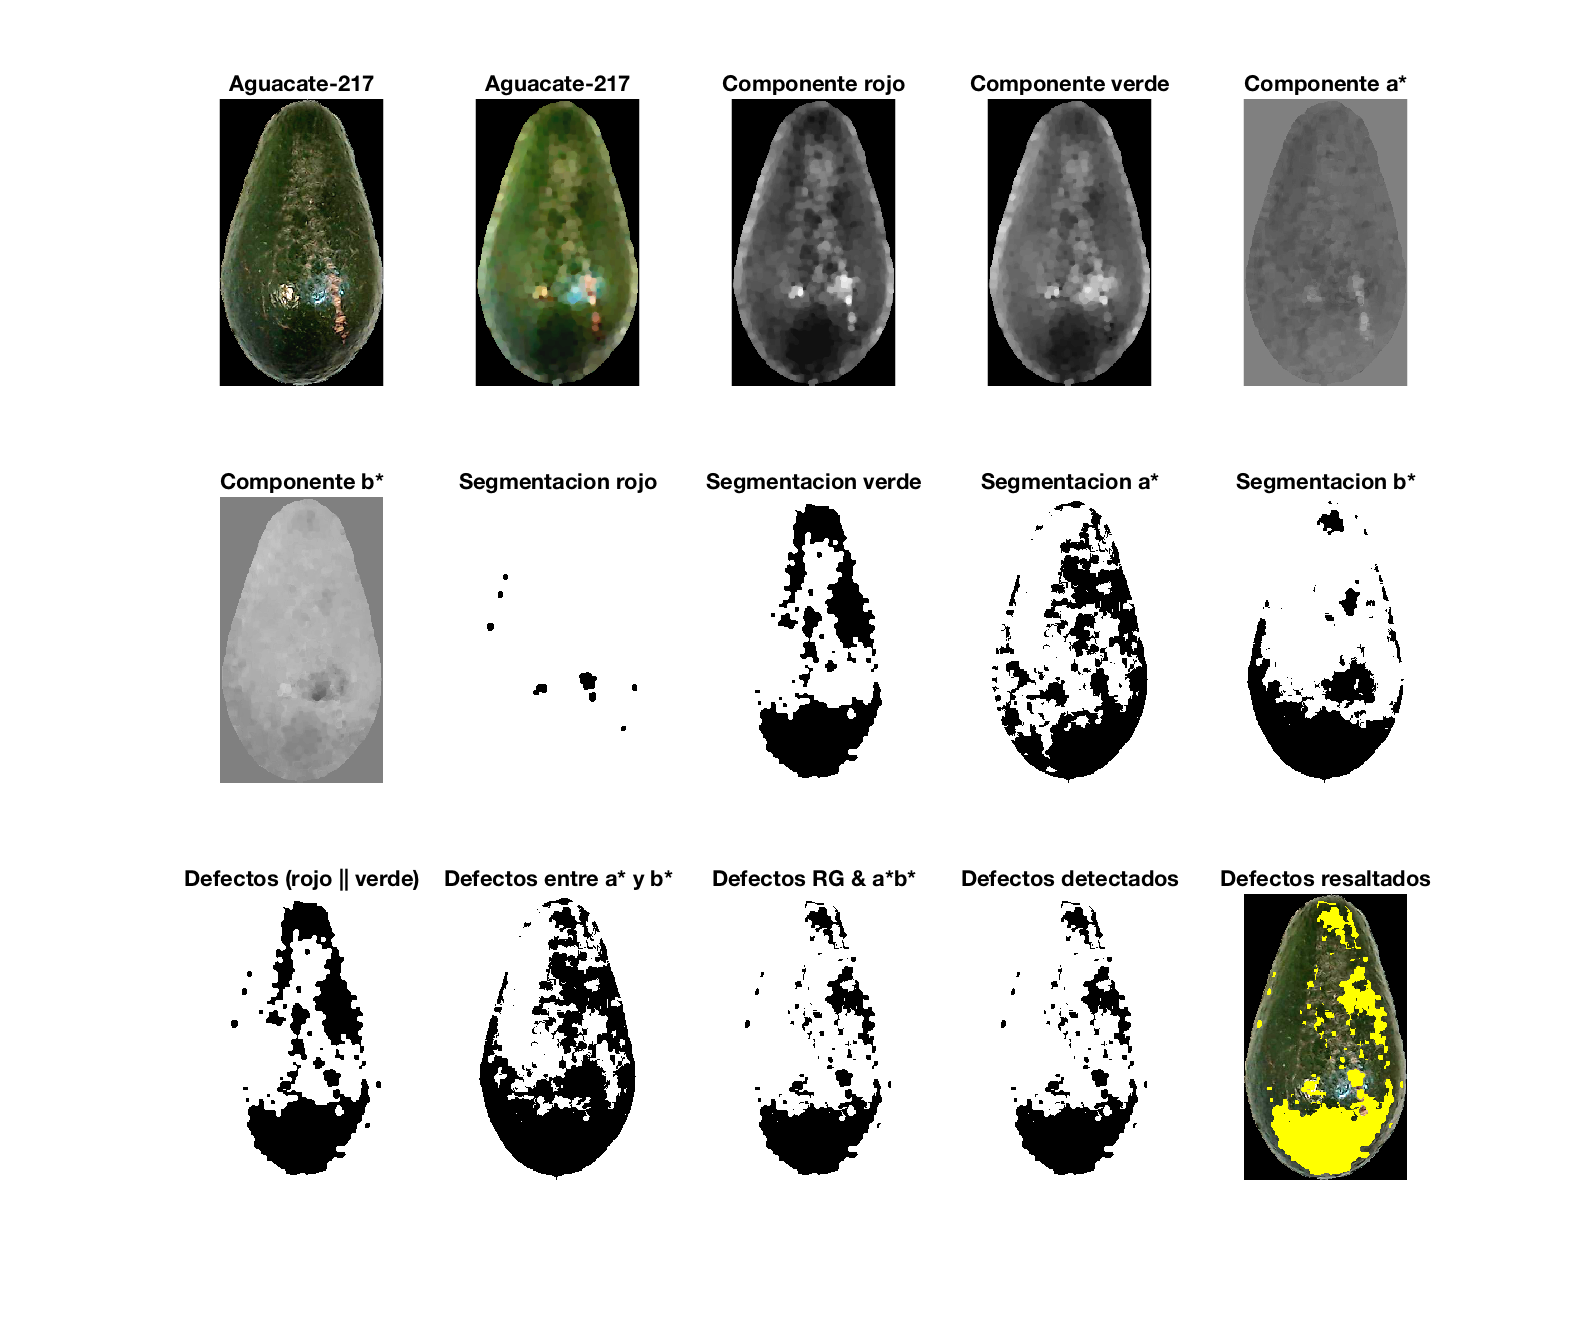 Aguacate-217
Aguacate-217
Componente rojo
Componente verde
Componente a*
Componente b*
Segmentacion rojo
Segmentacion verde
Segmentacion a*
Segmentacion b*
Defectos (rojo || verde)
Defectos entre a* y b*
Defectos RG & a*b*
Defectos detectados
Defectos resaltados